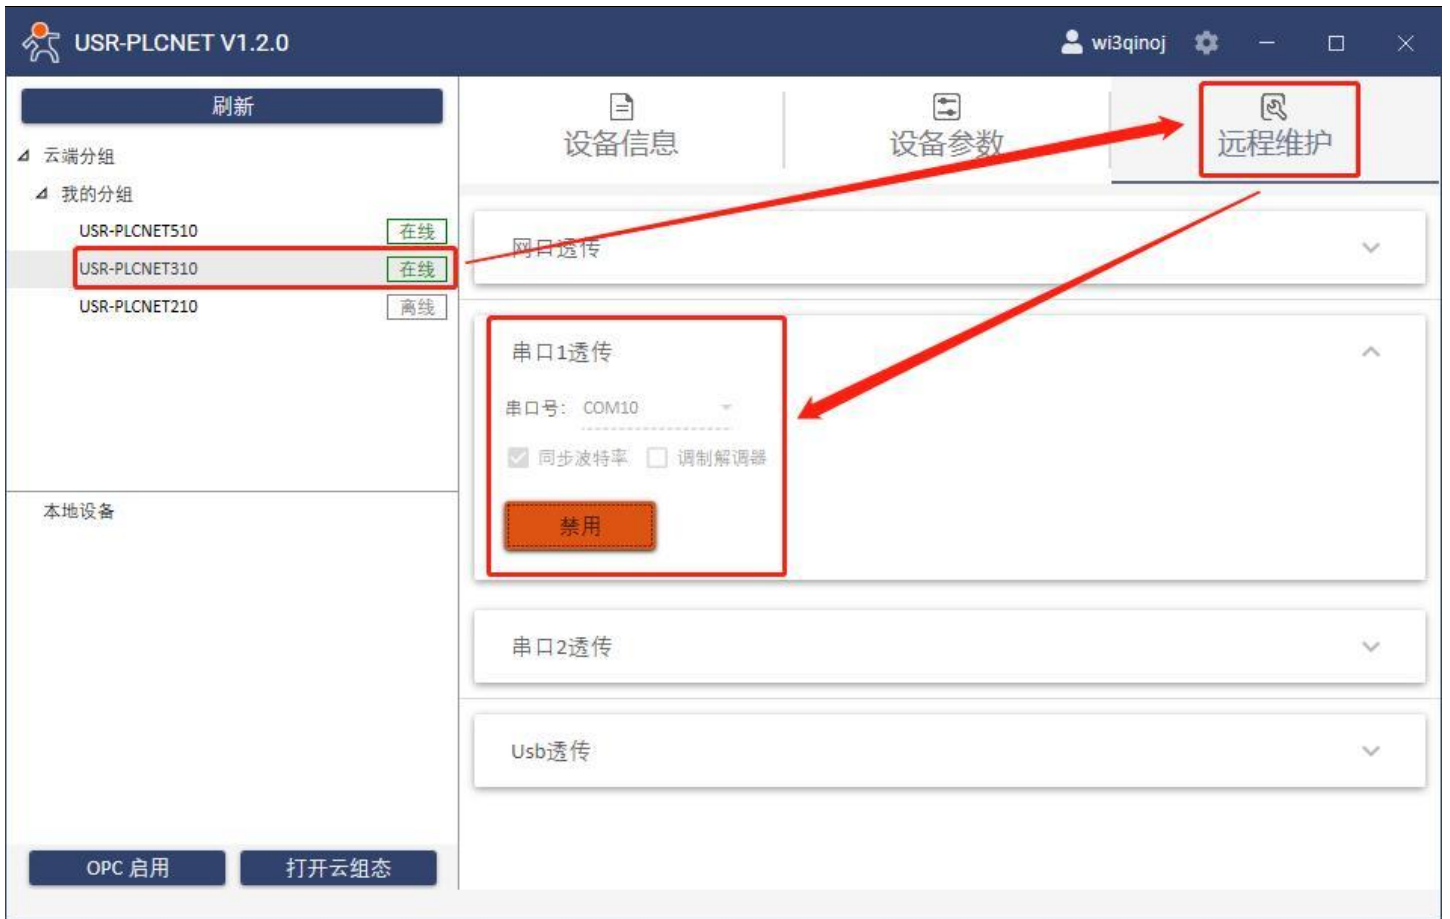 USR-PLCNET V1.2.0
wi3qinoj
刷新
云端分组
我的分组
USR-PLCNET510 在线
USR-PLCNET310 在线
USR-PLCNET210 离线
本地设备
OPC 启用
打开云组态
设备信息
设备参数
远程维护
网口透传
串口1透传
串口号: COM10
同步波特率 调制解调器
禁用
串口2透传
Usb透传